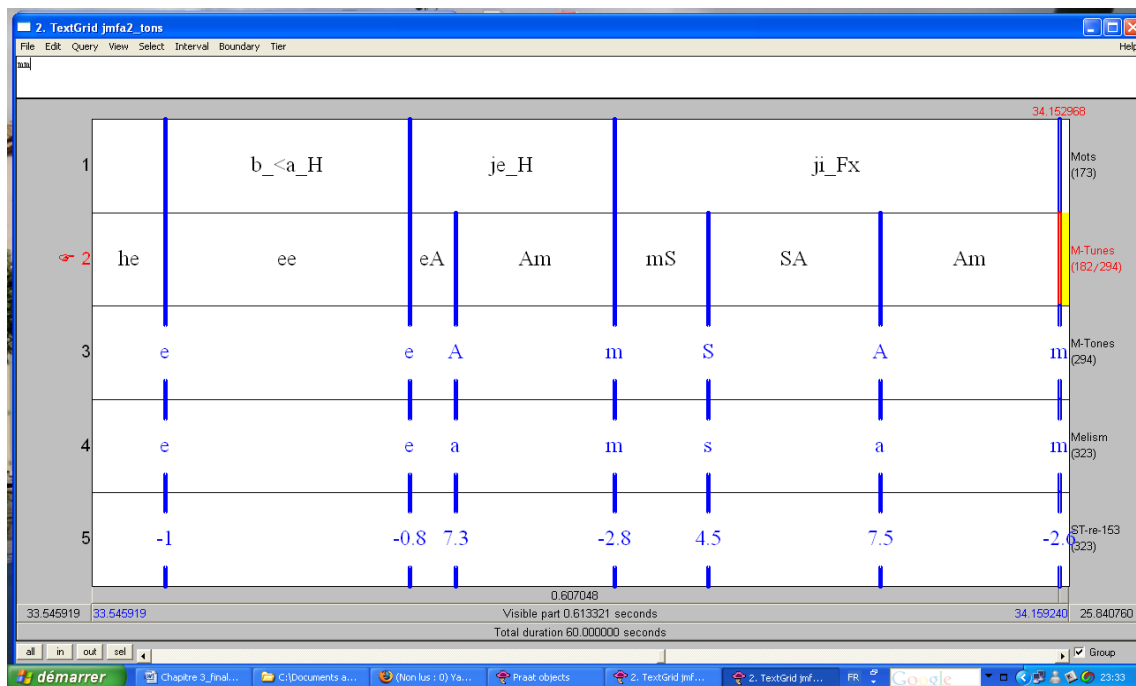 2. TextGrid jmfa2_tons
File Edit Query View Select Interval Boundary Tier Help
mm
34.152968
1 b_<a_H je_H ji_Fx Mots
(173)
2 he ee eA Am mS SA Am M-Tunes
(182/294)
3 e e A m S A m M-Tones
(294)
4 e e a m s a m Melism
(323)
5 -1 -0.8 7.3 -2.8 4.5 7.5 -2.6 ST-re-153
(323)
0.607048
33.545919 33.545919 Visible part 0.613321 seconds 34.159240 25.840760
Total duration 60.000000 seconds
all in out sel Group
démarrer Chapitre 3_final... C:\Documents a... (Non lus : 0) Ya... Praat objects 2. TextGrid jmf... 2. TextGrid jmf... FR Google 23:33